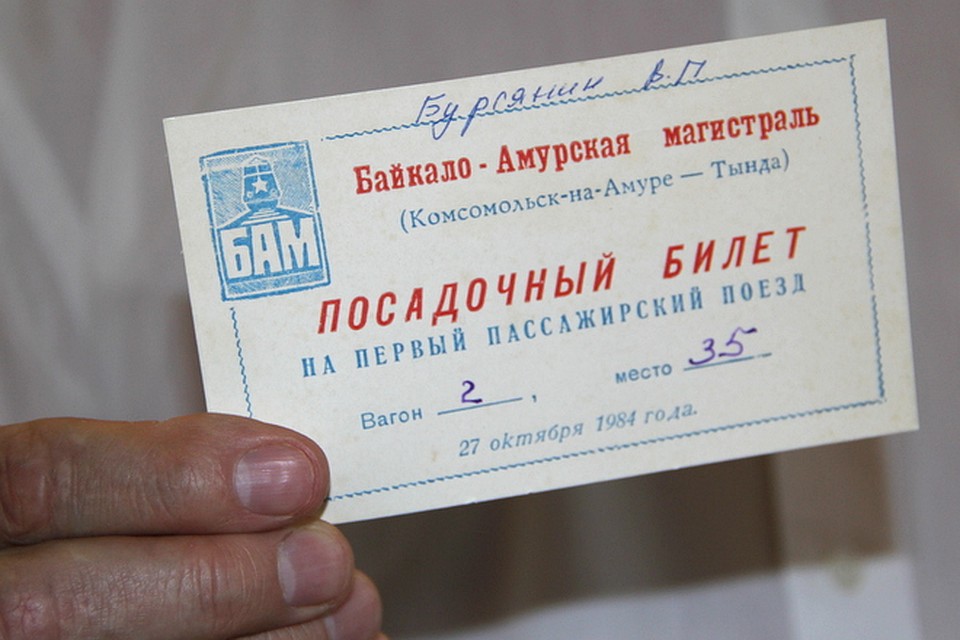 Бурсянин В.П
Байкало-Амурская магистраль
(Комсомольск-на-Амуре — Тында)
БАМ
ПОСАДОЧНЫЙ БИЛЕТ
НА ПЕРВЫЙ ПАССАЖИРСКИЙ ПОЕЗД
Вагон 2, место 35
27 октября 1984 года.